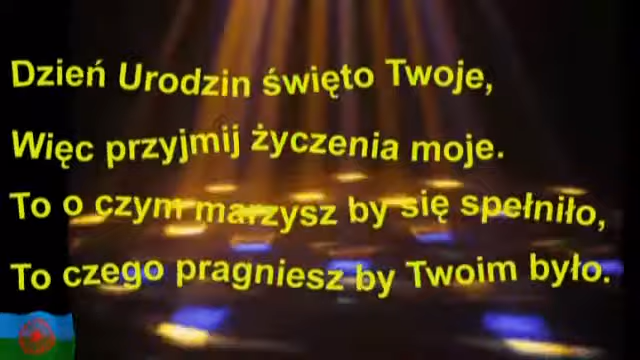 Dzień Urodzin święto Twoje,
Więc przyjmij życzenia moje.
To o czym marzysz by się spełniło,
To czego pragniesz by Twoim było.